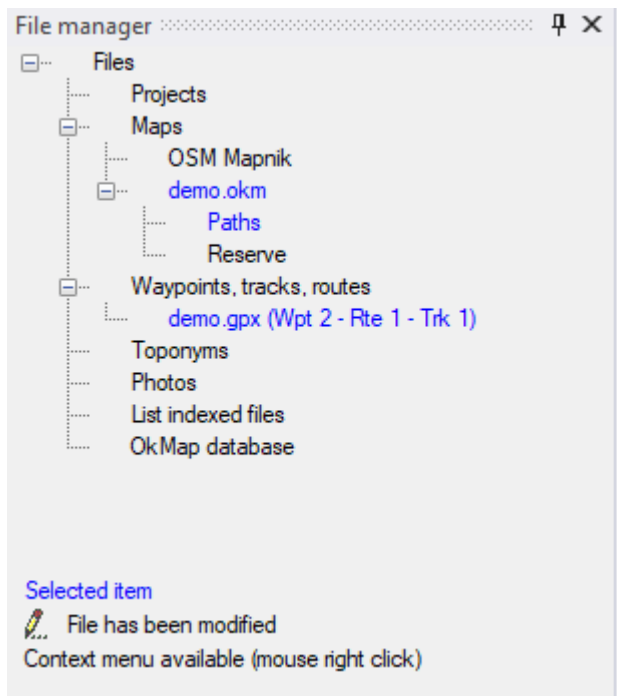 File manager
Files
Projects
Maps
OSM Mapnik
demo.okm
Paths
Reserve
Waypoints, tracks, routes
demo.gpx (Wpt 2 - Rte 1 - Trk 1)
Toponyms
Photos
List indexed files
OkMap database
Selected item
File has been modified
Context menu available (mouse right click)